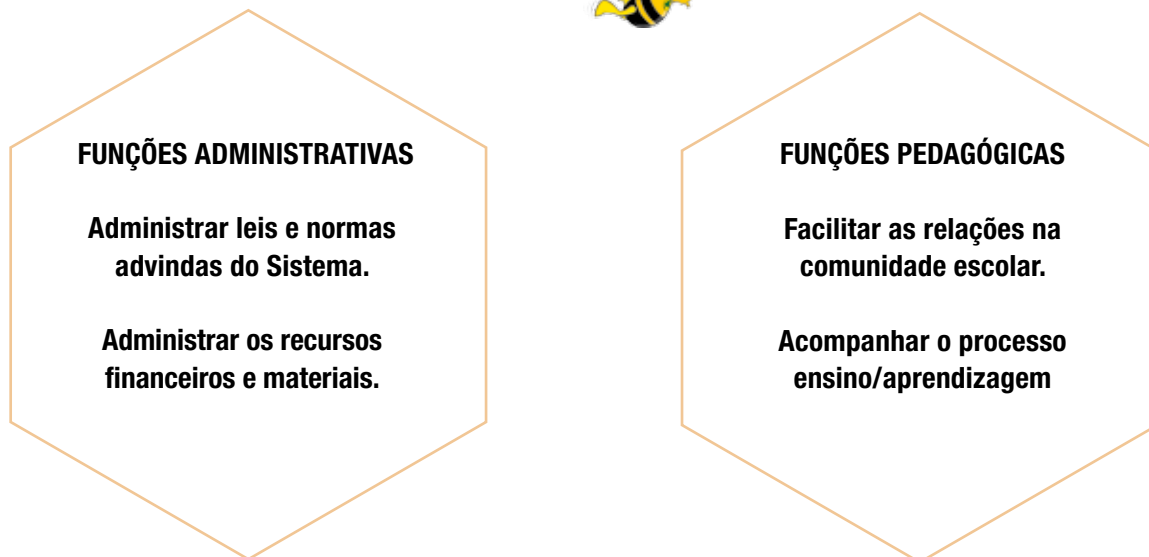 FUNÇÕES ADMINISTRATIVAS
Administrar leis e normas
advindas do Sistema.
Administrar os recursos
financeiros e materiais.
FUNÇÕES PEDAGÓGICAS
Facilitar as relações na
comunidade escolar.
Acompanhar o processo
ensino/aprendizagem